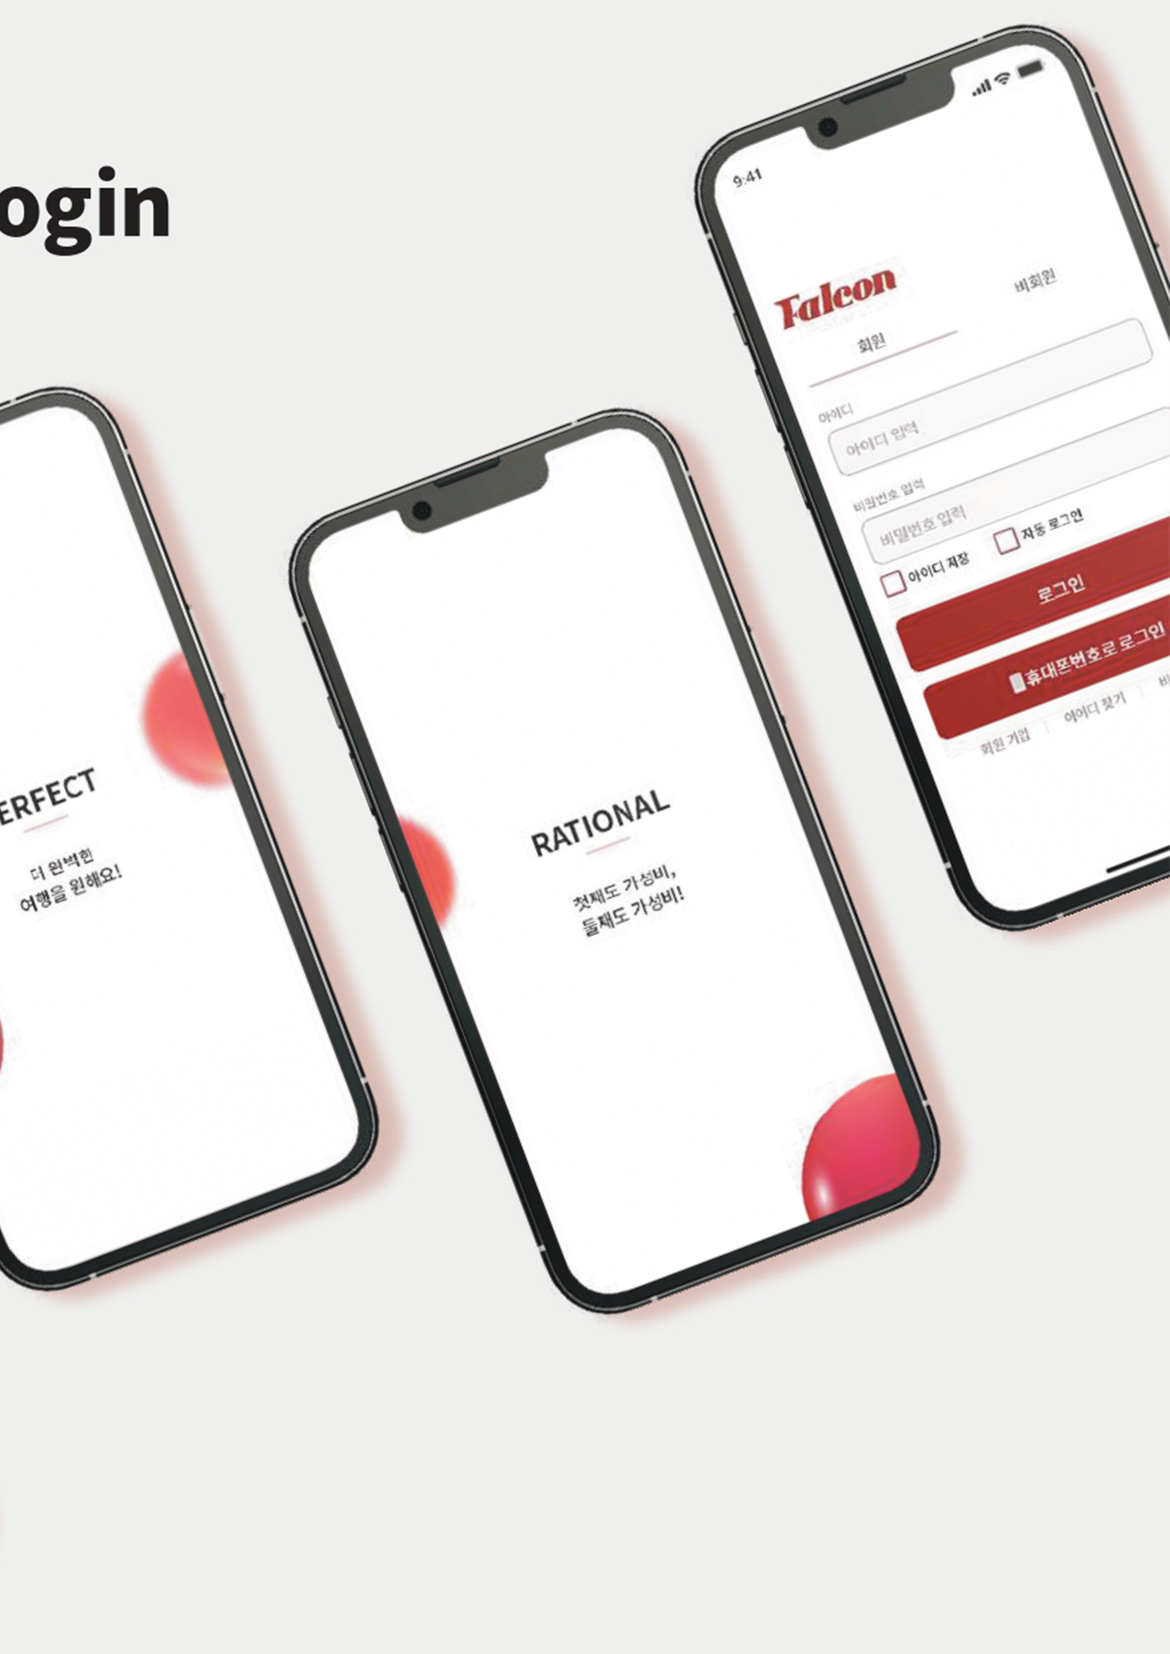 ogin
ERFECT
더 완벽한
여행을 원해요!
RATIONAL
첫째도 가성비,
둘째도 가성비!
9:41
Falcon
회원
비회원
아이디
아이디 입력
비밀번호 입력
비밀번호 입력
아이디 저장
자동 로그인
로그인
휴대폰번호로 로그인
회원 가입
아이디 찾기
비